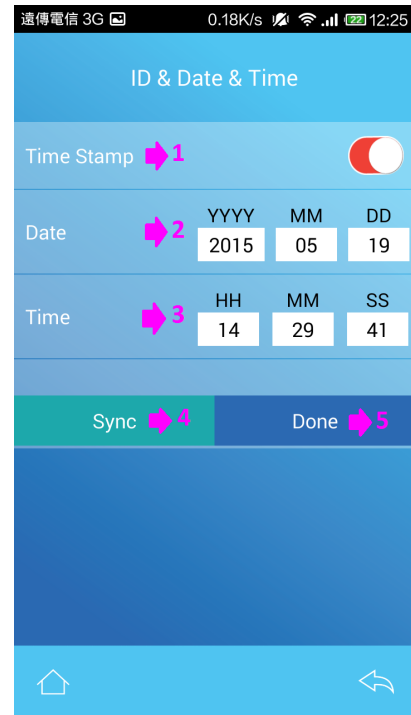 遠傳電信 3G 0.18K/s 22 12:25
ID & Date & Time
Time Stamp 1
YYYY MM DD
Date 2 2015 05 19
HH MM SS
Time 3 14 29 41
Sync 4 Done 5